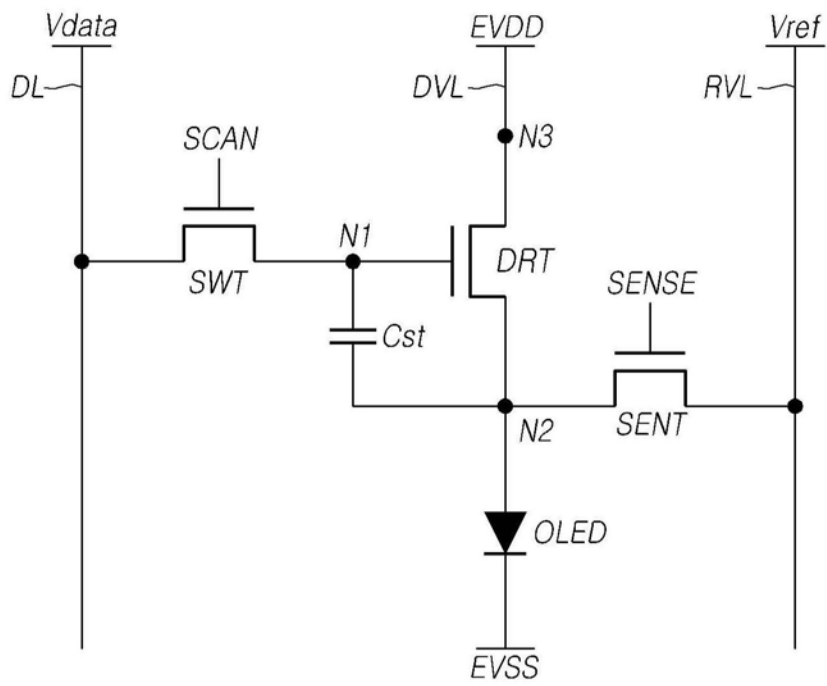 Vdata
EVDD
Vref
DL
DVL
RVL
N3
SCAN
N1
DRT
SWT
SENSE
Cst
N2
SENT
OLED
EVSS